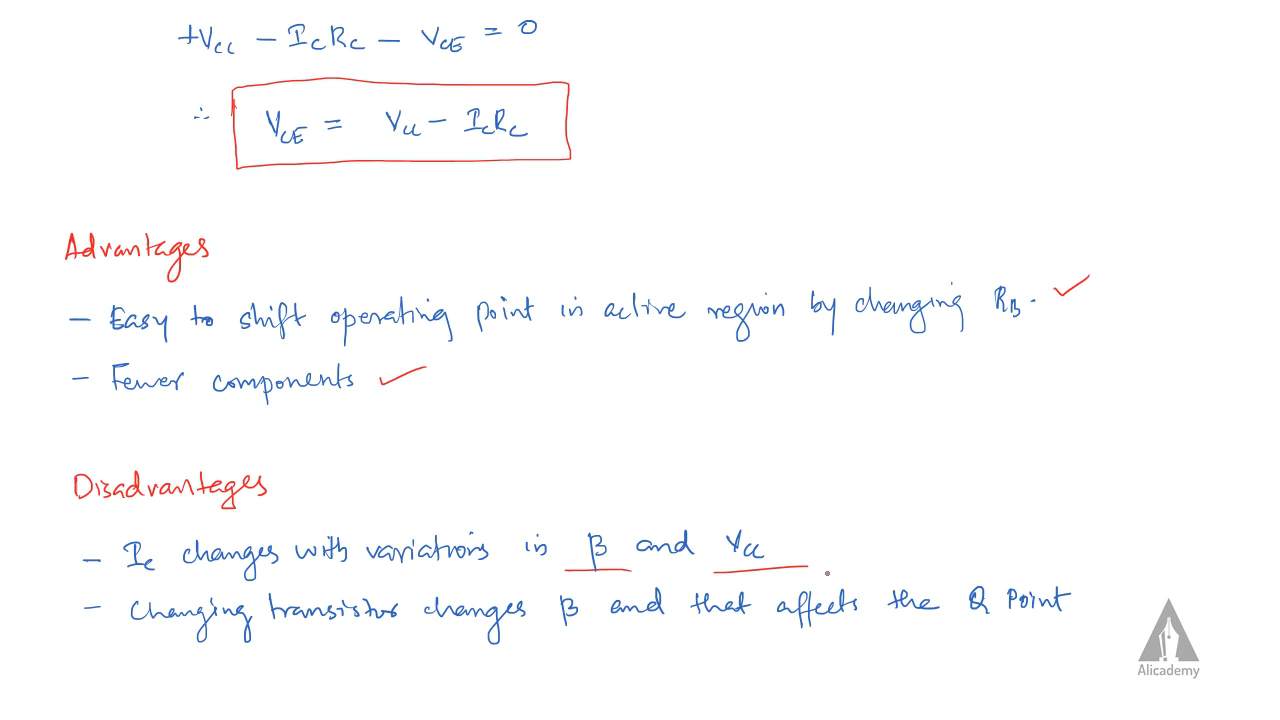 +VCC - ICRC - VCE = 0
∴ VCE = VCC - ICRC
Advantages
- Easy to shift operating point in active region by changing RB. ✓
- Fewer components ✓
Disadvantages
- IC changes with variations in β and VCC
- Changing transistor changes β and that affects the Q Point
Alicademy